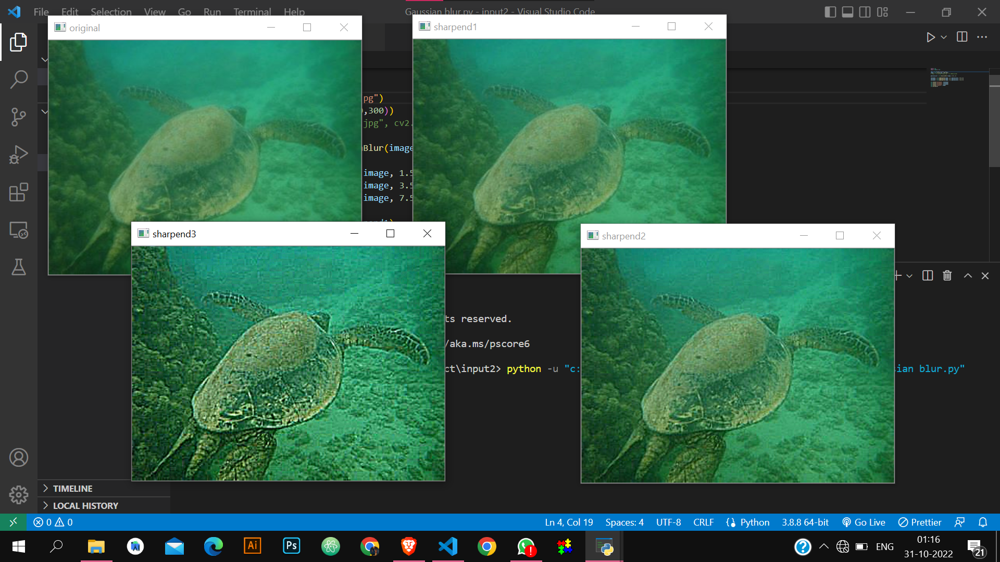 File Edit Selection View Go Run Terminal Help
Gaussian blur.py - input2 - Visual Studio Code
original
sharpend1
pg")
,300))
jpg", cv2.
Blur(image
image, 1.5
image, 3.5
image, 7.5
sharpend3
sharpend2
ts reserved.
/aka.ms/pscore6
ct\input2> python -u "c:
ian blur.py"
TIMELINE
LOCAL HISTORY
0 0
Ln 4, Col 19 Spaces: 4 UTF-8 CRLF Python 3.8.8 64-bit Go Live Prettier
Ai Ps
ENG
01:16
31-10-2022
21